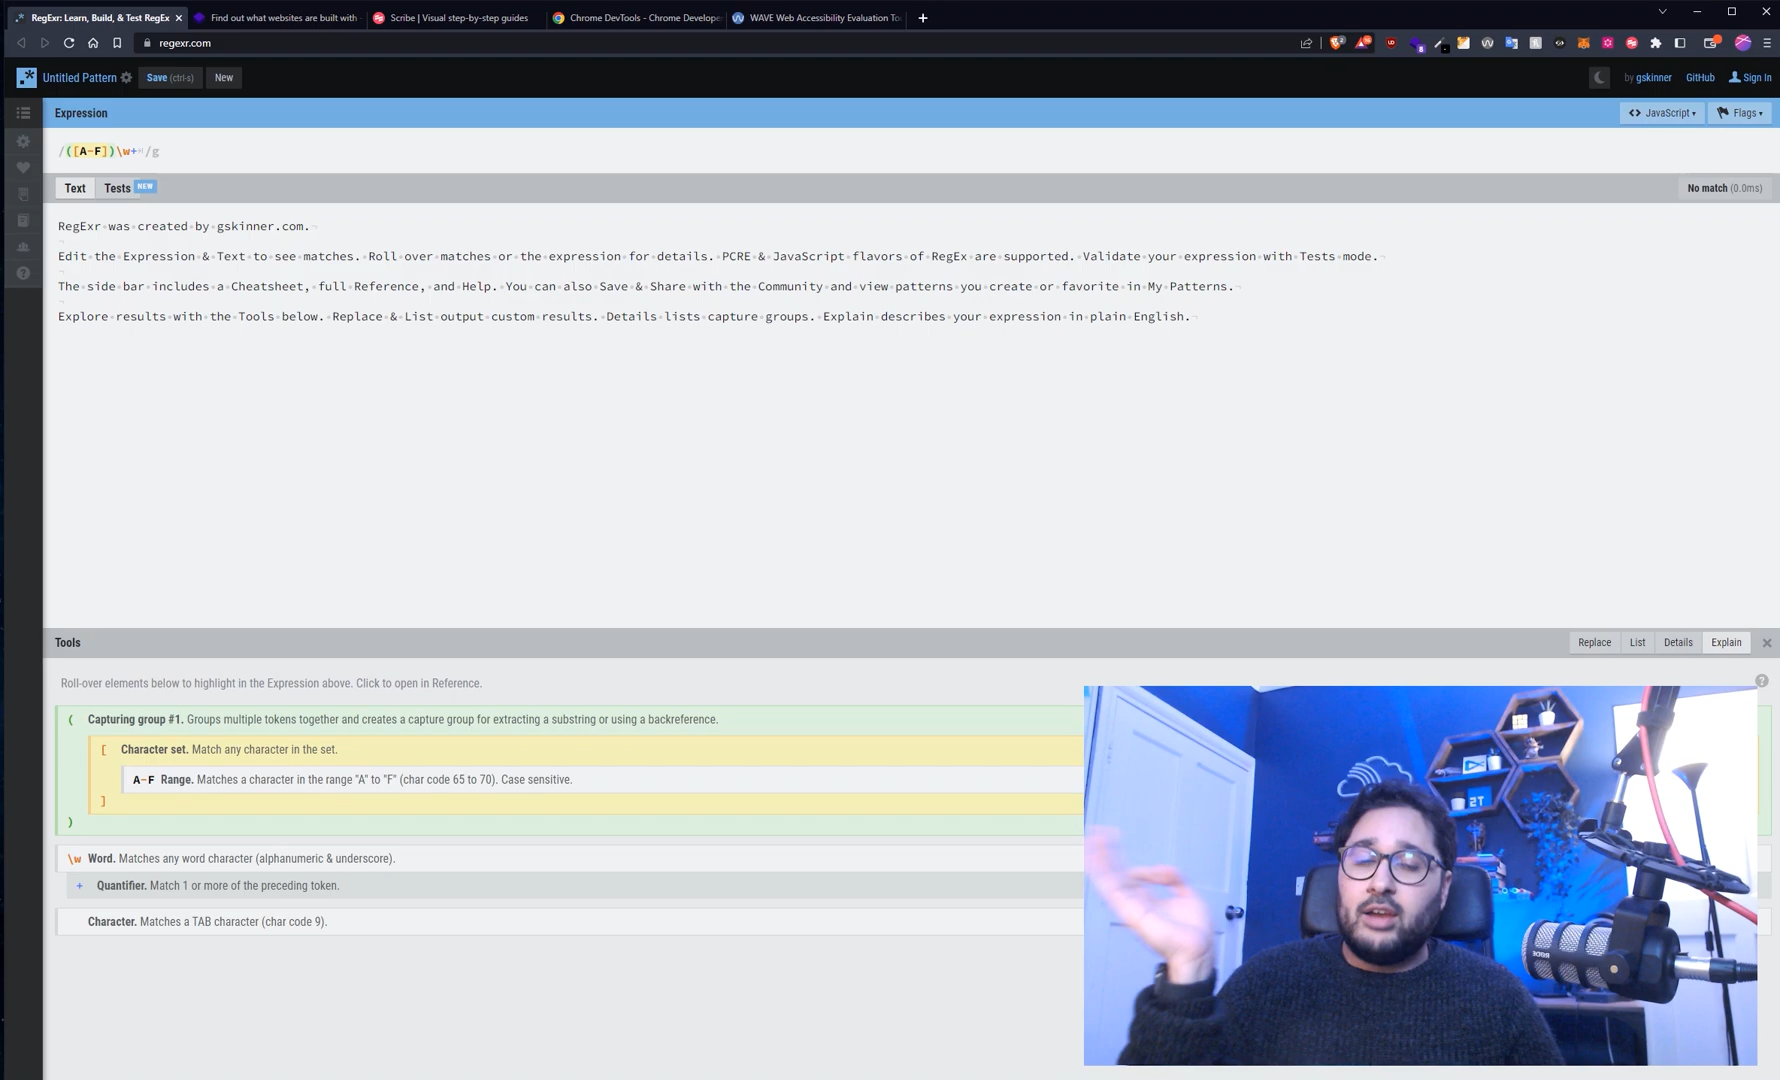 RegExr: Learn, Build, & Test RegEx
Find out what websites are built with
Scribe | Visual step-by-step guides
Chrome DevTools - Chrome Develope
WAVE Web Accessibility Evaluation To
regexr.com
Untitled Pattern
Save (ctrl-s)
New
by gskinner
GitHub
Sign In
Expression
JavaScript
Flags
/([A-F])\w+	/g
Text
Tests
NEW
No match (0.0ms)
RegExr was created by gskinner.com.
Edit the Expression & Text to see matches. Roll over matches or the expression for details. PCRE & JavaScript flavors of RegEx are supported. Validate your expression with Tests mode.
The side bar includes a Cheatsheet, full Reference, and Help. You can also Save & Share with the Community and view patterns you create or favorite in My Patterns.
Explore results with the Tools below. Replace & List output custom results. Details lists capture groups. Explain describes your expression in plain English.
Tools
Replace
List
Details
Explain
Roll-over elements below to highlight in the Expression above. Click to open in Reference.
( Capturing group #1. Groups multiple tokens together and creates a capture group for extracting a substring or using a backreference.
[ Character set. Match any character in the set.
A-F Range. Matches a character in the range "A" to "F" (char code 65 to 70). Case sensitive.
]
)
\w Word. Matches any word character (alphanumeric & underscore).
+ Quantifier. Match 1 or more of the preceding token.
Character. Matches a TAB character (char code 9).
RØDE